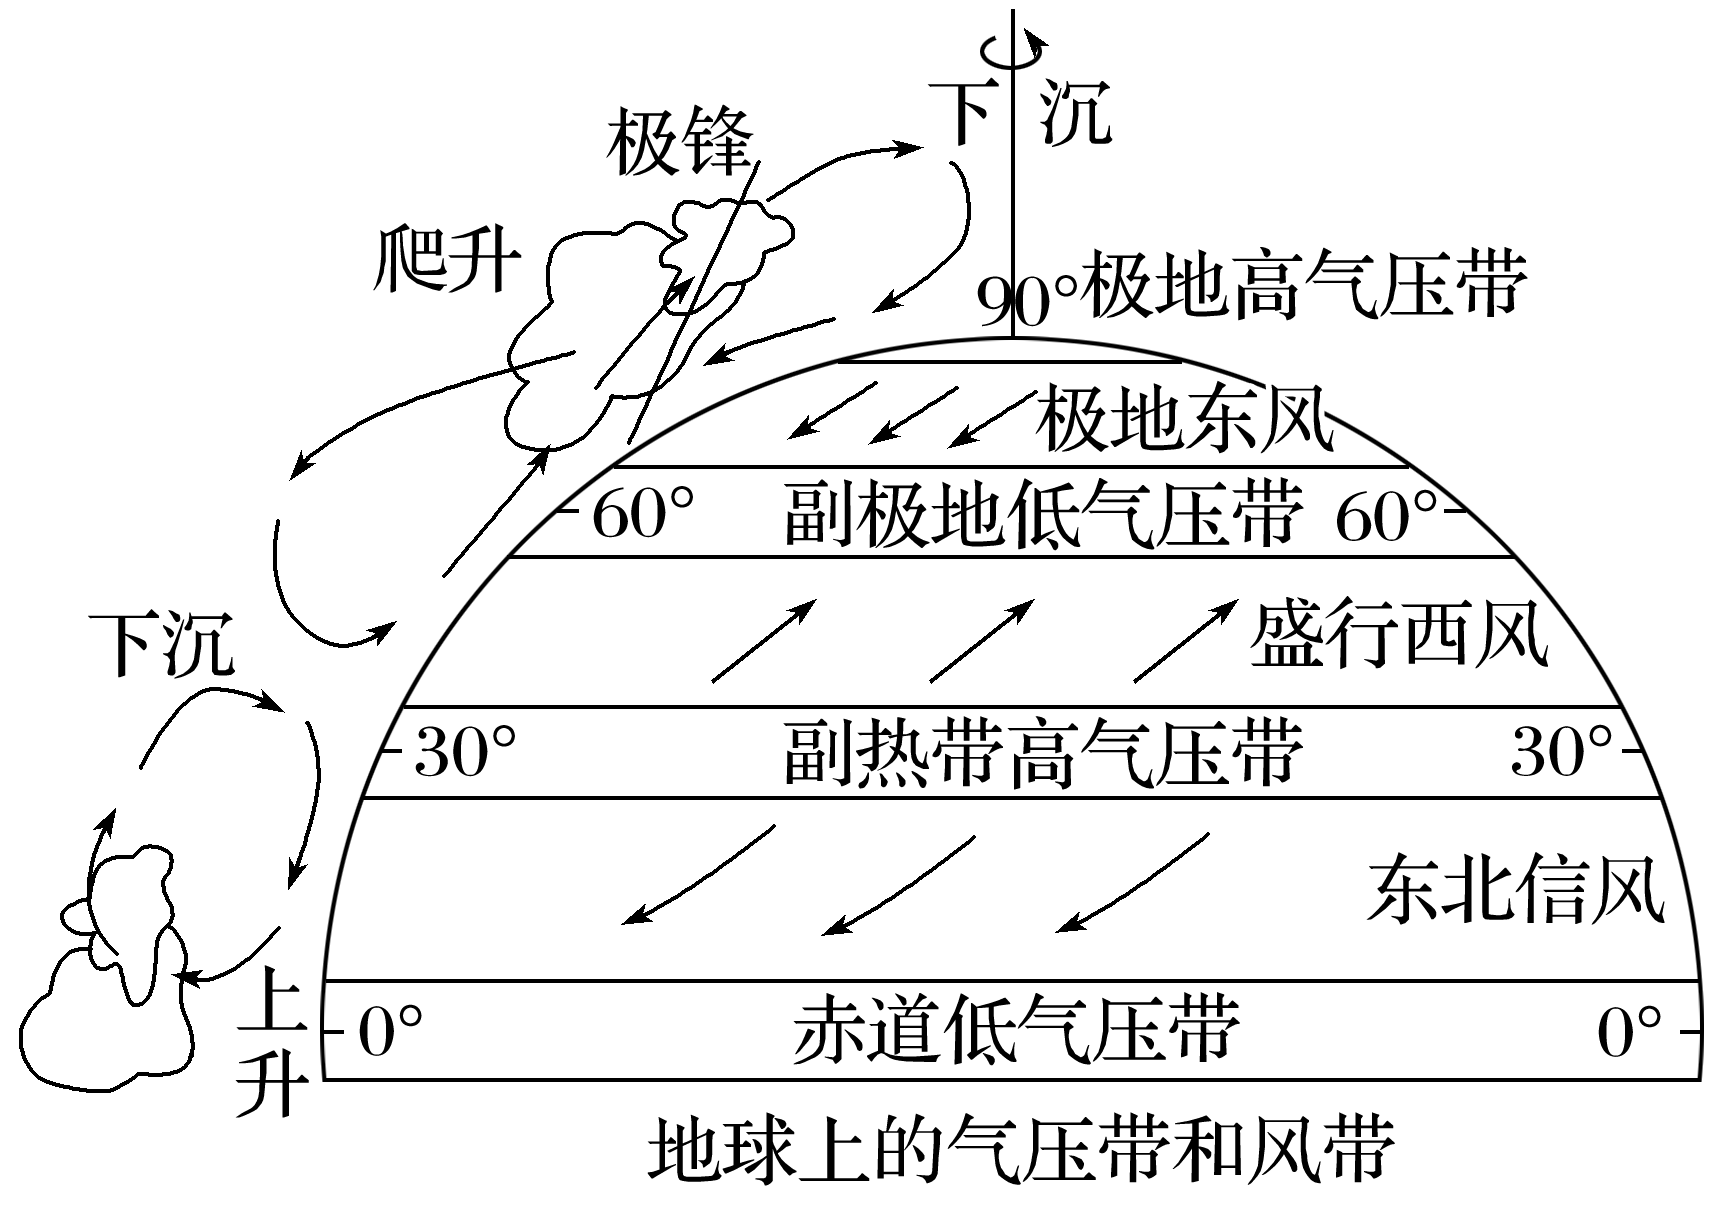 下沉
极锋
爬升
90°极地高气压带
极地东风
60° 副极地低气压带 60°
盛行西风
下沉
30° 副热带高气压带 30°
东北信风
上升
0° 赤道低气压带 0°
地球上的气压带和风带